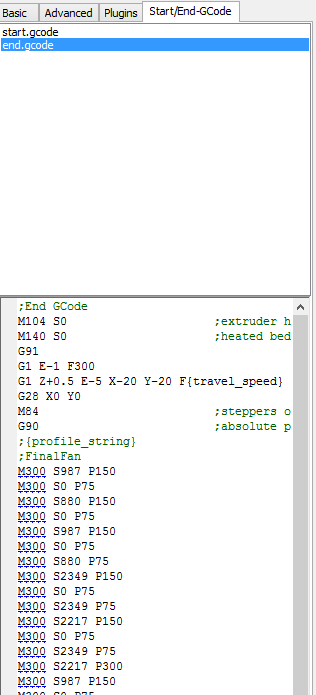 Basic Advanced Plugins Start/End-GCode
start.gcode
end.gcode
;End GCode
M104 S0 ;extruder h
M140 S0 ;heated bed
G91
G1 E-1 F300
G1 Z+0.5 E-5 X-20 Y-20 F{travel_speed}
G28 X0 Y0
M84 ;steppers o
G90 ;absolute p
;{profile_string}
;FinalFan
M300 S987 P150
M300 S0 P75
M300 S880 P150
M300 S0 P75
M300 S987 P150
M300 S0 P75
M300 S880 P75
M300 S2349 P150
M300 S0 P75
M300 S2349 P75
M300 S2217 P150
M300 S0 P75
M300 S2349 P75
M300 S2217 P300
M300 S987 P150
M300 S0 P75